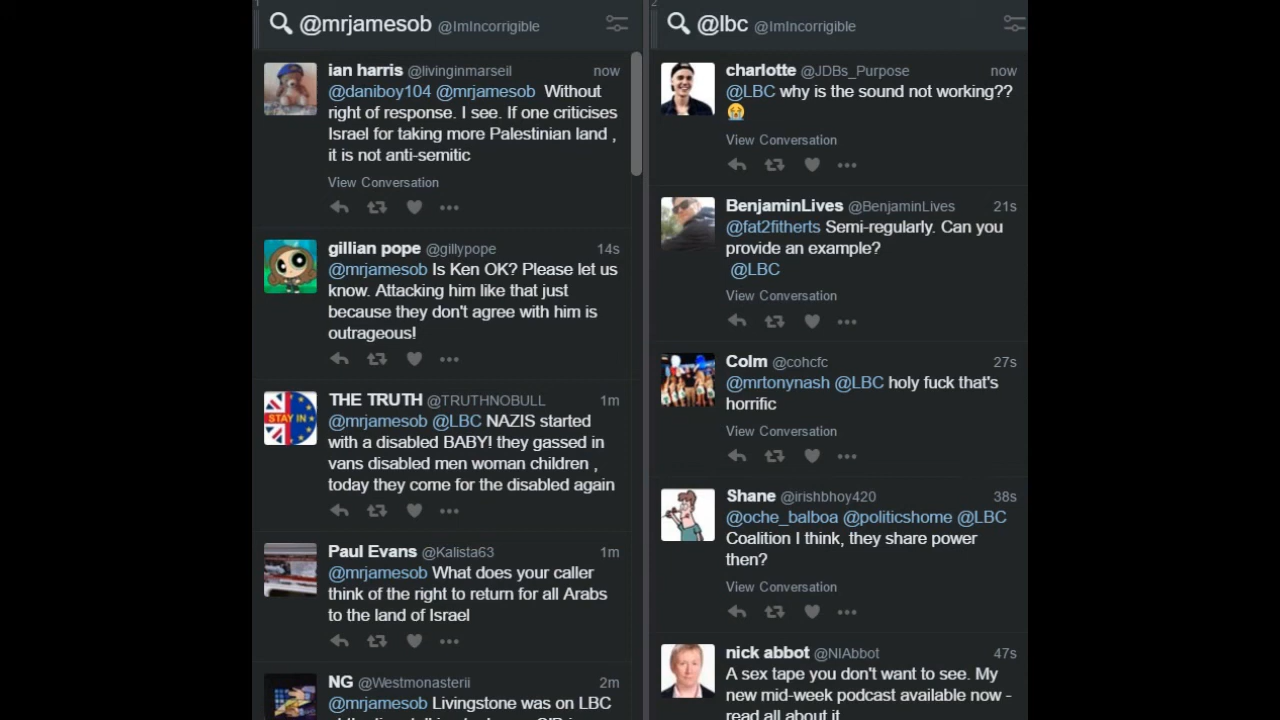 1
@mrjamesob @ImIncorrigible
ian harris @livinginmarseil now
@daniboy104 @mrjamesob Without
right of response. I see. If one criticises
Israel for taking more Palestinian land ,
it is not anti-semitic
View Conversation
gillian pope @gillypope 14s
@mrjamesob Is Ken OK? Please let us
know. Attacking him like that just
because they don't agree with him is
outrageous!
THE TRUTH @TRUTHNOBULL 1m
STAY IN
@mrjamesob @LBC NAZIS started
with a disabled BABY! they gassed in
vans disabled men woman children ,
today they come for the disabled again
Paul Evans @Kalista63 1m
@mrjamesob What does your caller
think of the right to return for all Arabs
to the land of Israel
NG @Westmonasterii 2m
@mrjamesob Livingstone was on LBC
2
@lbc @ImIncorrigible
charlotte @JDBs_Purpose now
@LBC why is the sound not working??
😭
View Conversation
BenjaminLives @BenjaminLives 21s
@fat2fitherts Semi-regularly. Can you
provide an example?
@LBC
View Conversation
Colm @cohcfc 27s
@mrtonynash @LBC holy fuck that's
horrific
View Conversation
Shane @irishbhoy420 38s
@oche_balboa @politicshome @LBC
Coalition I think, they share power
then?
View Conversation
nick abbot @NIAbbot 47s
A sex tape you don't want to see. My
new mid-week podcast available now -
read all about it